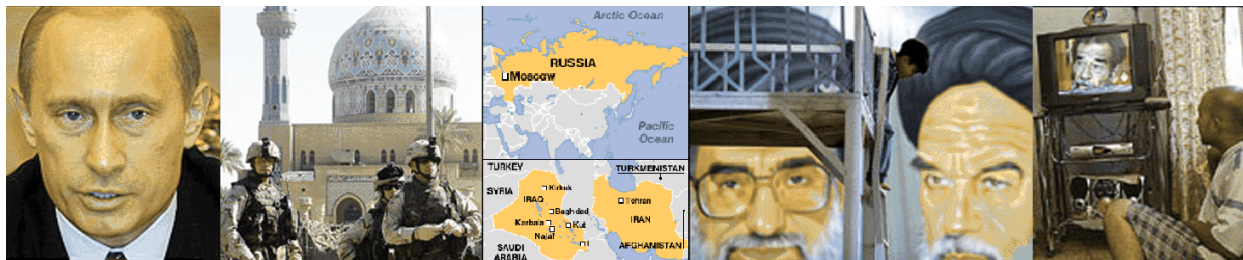 Arctic Ocean
RUSSIA
Moscow
Pacific
Ocean
TURKEY
TURKMENISTAN
SYRIA
Kirkuk
IRAQ
Tehran
Baghdad
IRAN
Karbala
Kut
Najaf
AFGHANISTAN
SAUDI
ARABIA